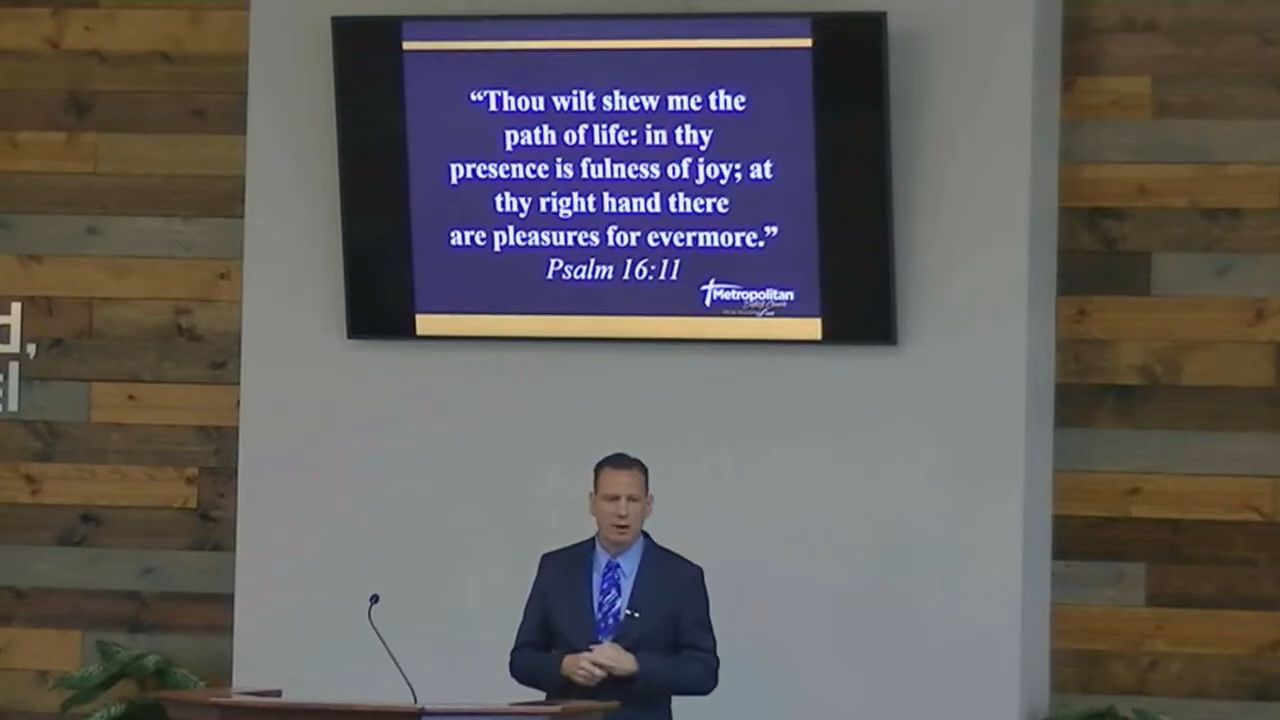 “Thou wilt shew me the
path of life: in thy
presence is fulness of joy; at
thy right hand there
are pleasures for evermore.”
Psalm 16:11
Metropolitan